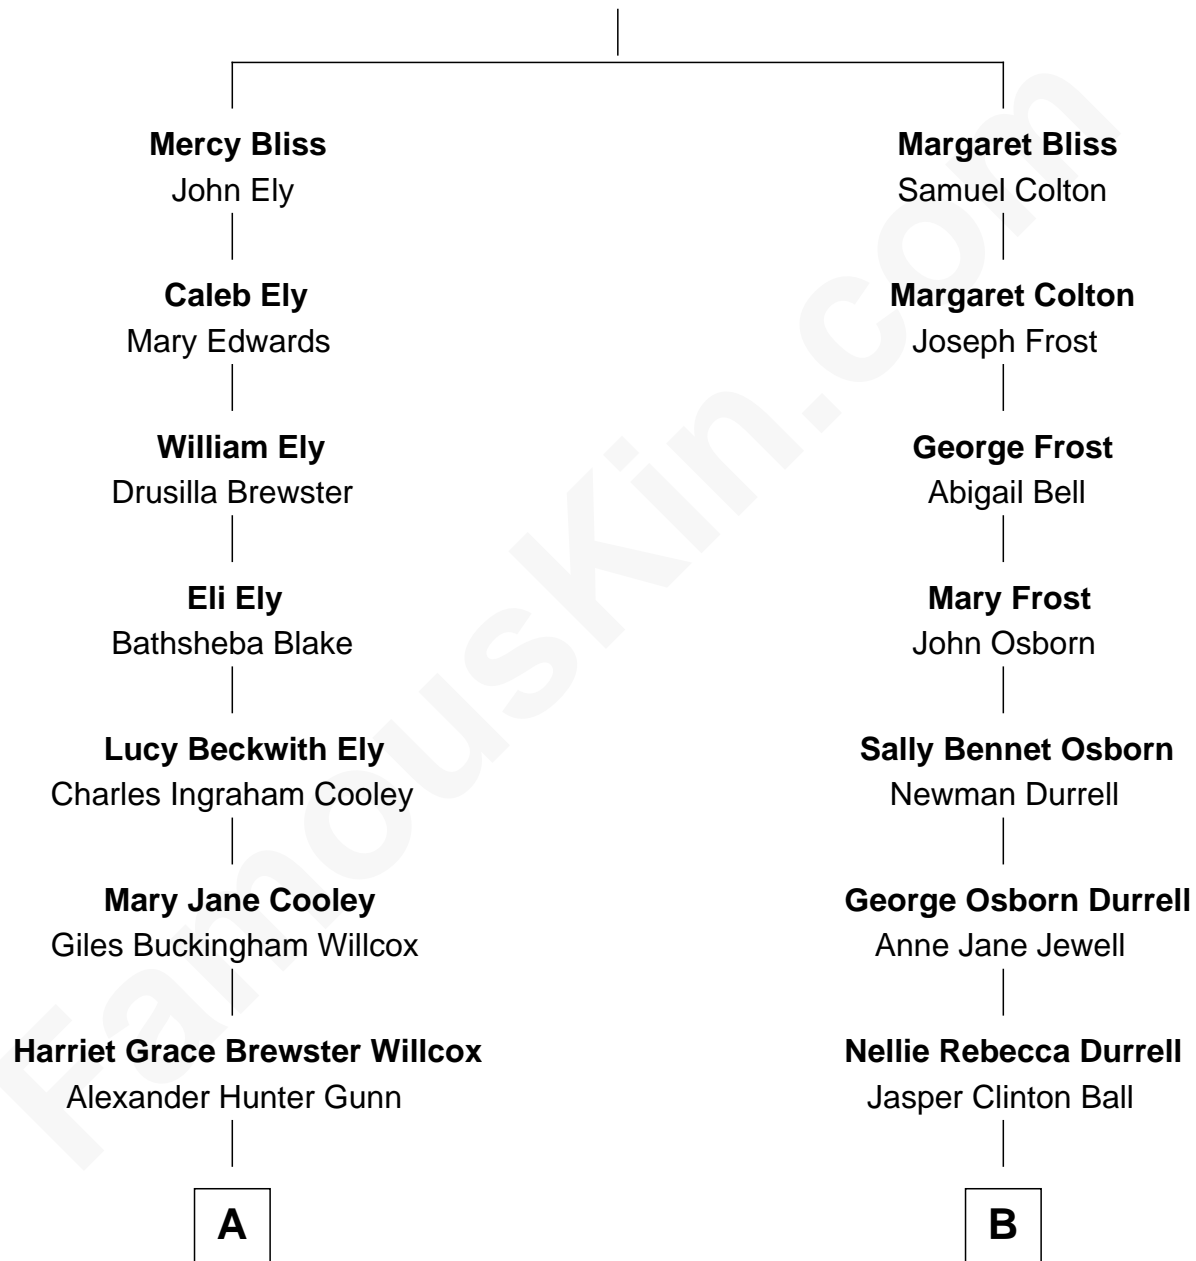 Mercy Bliss
John Ely
Caleb Ely
Mary Edwards
William Ely
Drusilla Brewster
Eli Ely
Bathsheba Blake
Lucy Beckwith Ely
Charles Ingraham Cooley
Mary Jane Cooley
Giles Buckingham Willcox
Harriet Grace Brewster Willcox
Alexander Hunter Gunn
A
Margaret Bliss
Samuel Colton
Margaret Colton
Joseph Frost
George Frost
Abigail Bell
Mary Frost
John Osborn
Sally Bennet Osborn
Newman Durrell
George Osborn Durrell
Anne Jane Jewell
Nellie Rebecca Durrell
Jasper Clinton Ball
B
FamousKin.com